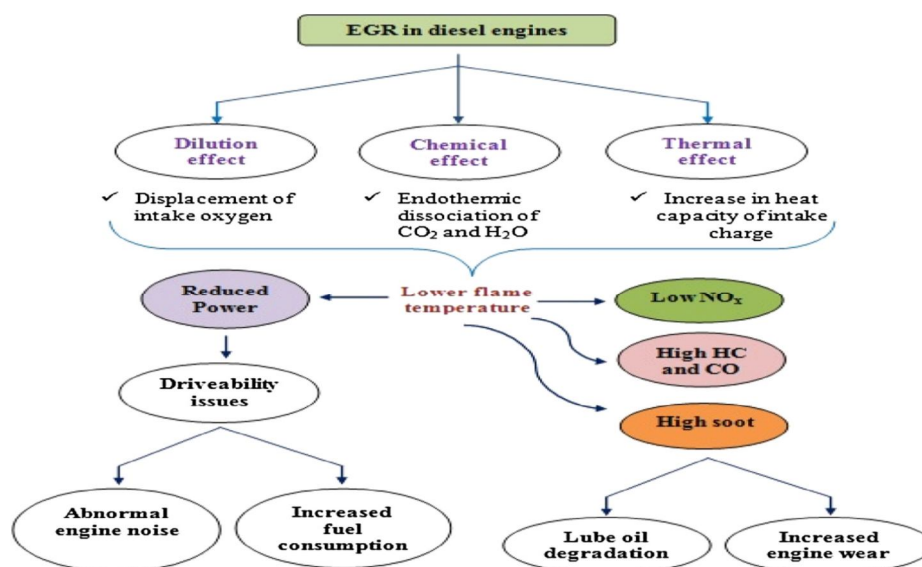 EGR in diesel engines
Dilution
effect
Chemical
effect
Thermal
effect
✓ Displacement of
intake oxygen
✓ Endothermic
dissociation of
CO₂ and H₂O
✓ Increase in heat
capacity of intake
charge
Reduced
Power
Lower flame
temperature
Low NOₓ
High HC
and CO
Driveability
issues
High soot
Abnormal
engine noise
Increased
fuel
consumption
Lube oil
degradation
Increased
engine wear